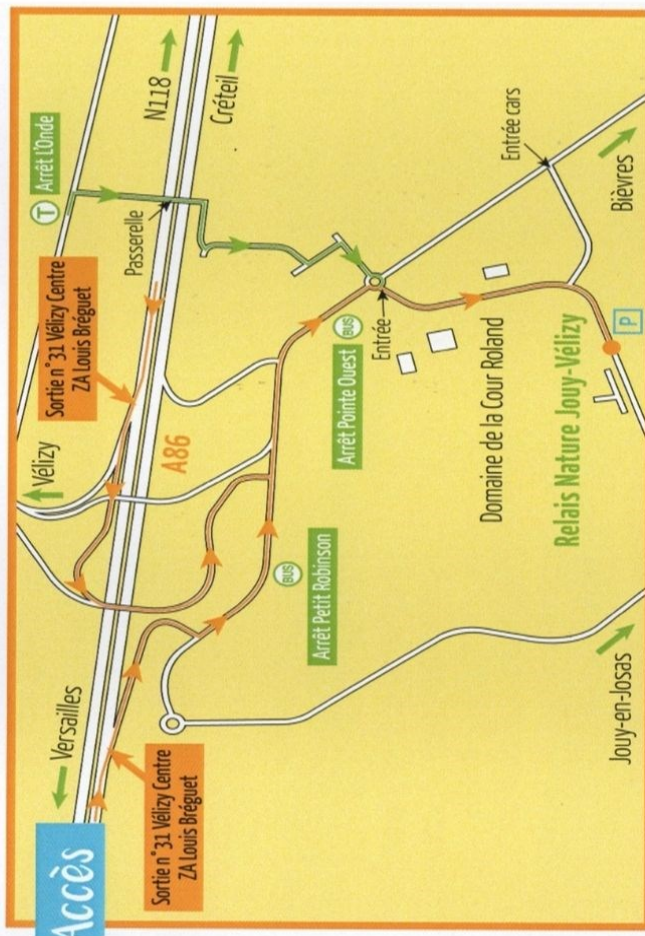 Accès
Versailles
Vélizy
T Arrêt L'Onde
N118
Créteil
Sortie n°31 Vélizy Centre
ZA Louis Bréguet
Passerelle
Sortie n°31 Vélizy Centre
ZA Louis Bréguet
A86
BUS
Arrêt Petit Robinson
Arrêt Pointe Ouest
BUS
Entrée
Entrée cars
Domaine de la Cour Roland
Relais Nature Jouy-Vélizy
P
Jouy-en-Josas
Bièvres